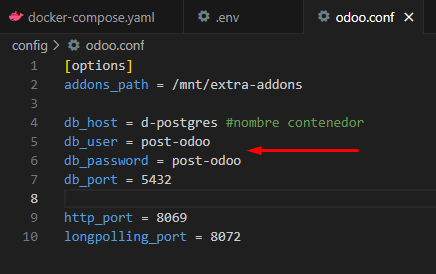 docker-compose.yaml .env odoo.conf
config > odoo.conf
1 [options]
2 addons_path = /mnt/extra-addons
3
4 db_host = d-postgres #nombre contenedor
5 db_user = post-odoo
6 db_password = post-odoo
7 db_port = 5432
8
9 http_port = 8069
10 longpolling_port = 8072